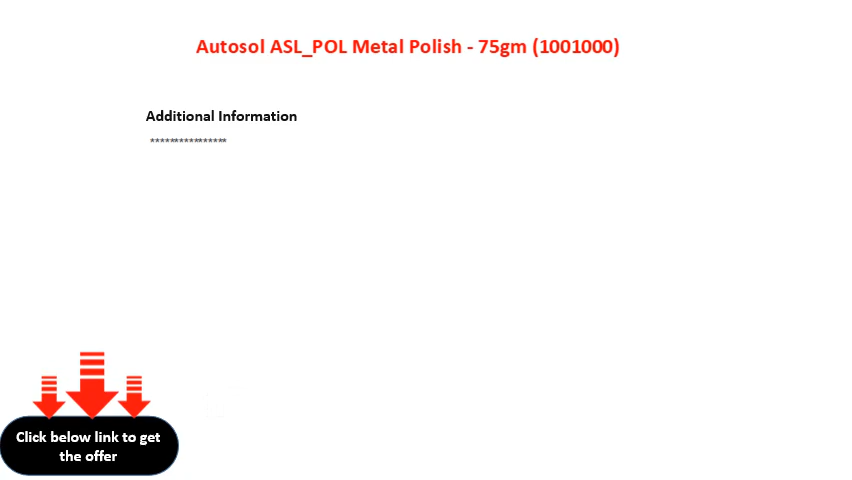 Autosol ASL_POL Metal Polish - 75gm (1001000)
Additional Information
****************
Click below link to get
the offer